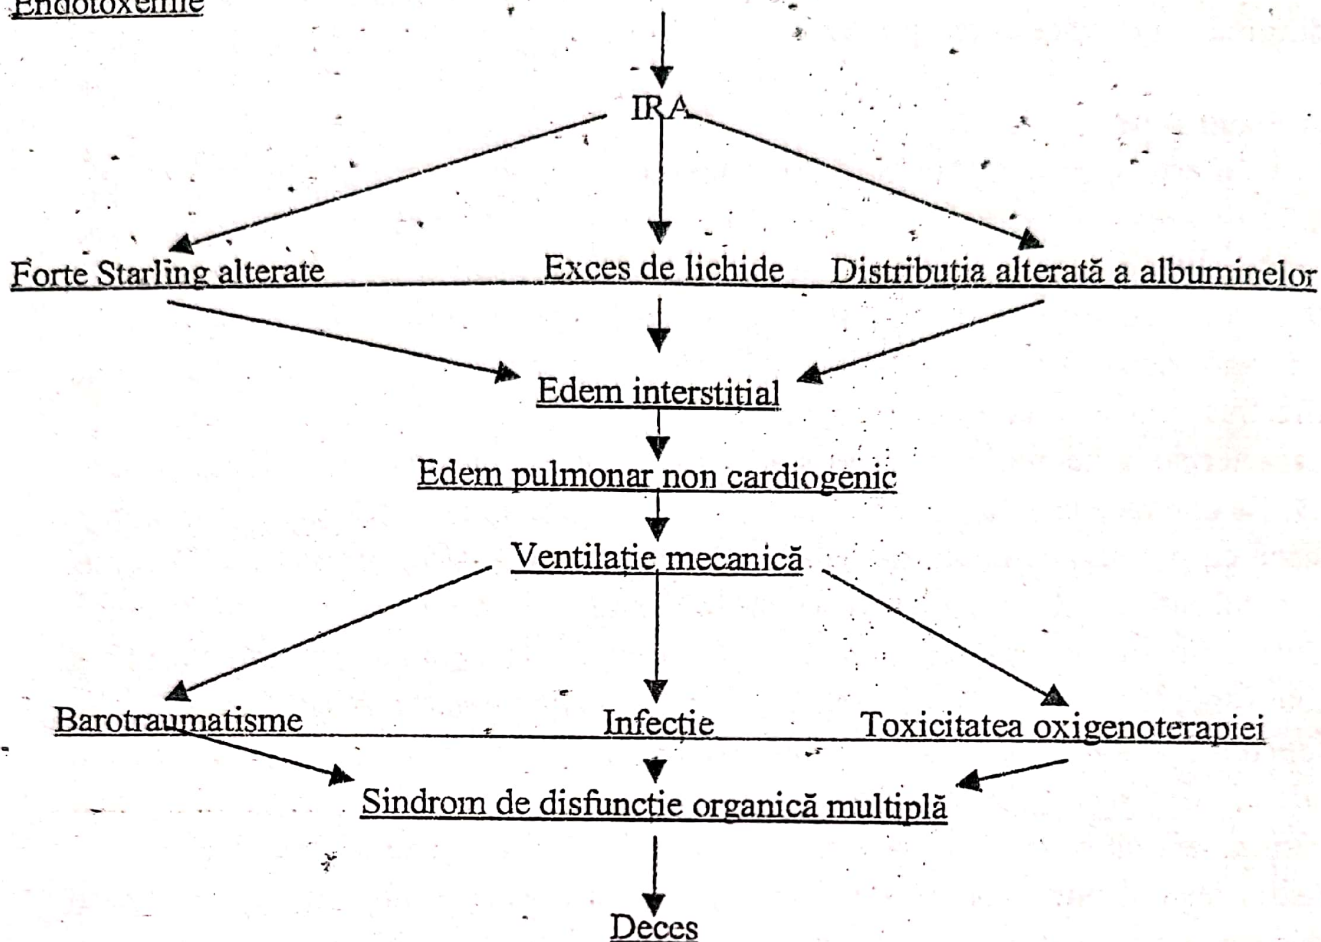 Endotoxemie
IRA
Forte Starling alterate Exces de lichide Distribuția alterată a albuminelor
Edem interstițial
Edem pulmonar non cardiogenic
Ventilație mecanică
Barotraumatisme Infecție Toxicitatea oxigenoterapiei
Sindrom de disfuncție organică multiplă
Deces